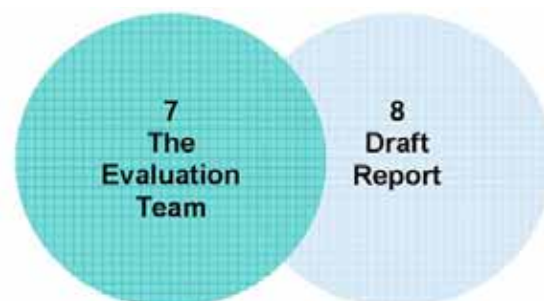 7
The
Evaluation
Team
8
Draft
Report